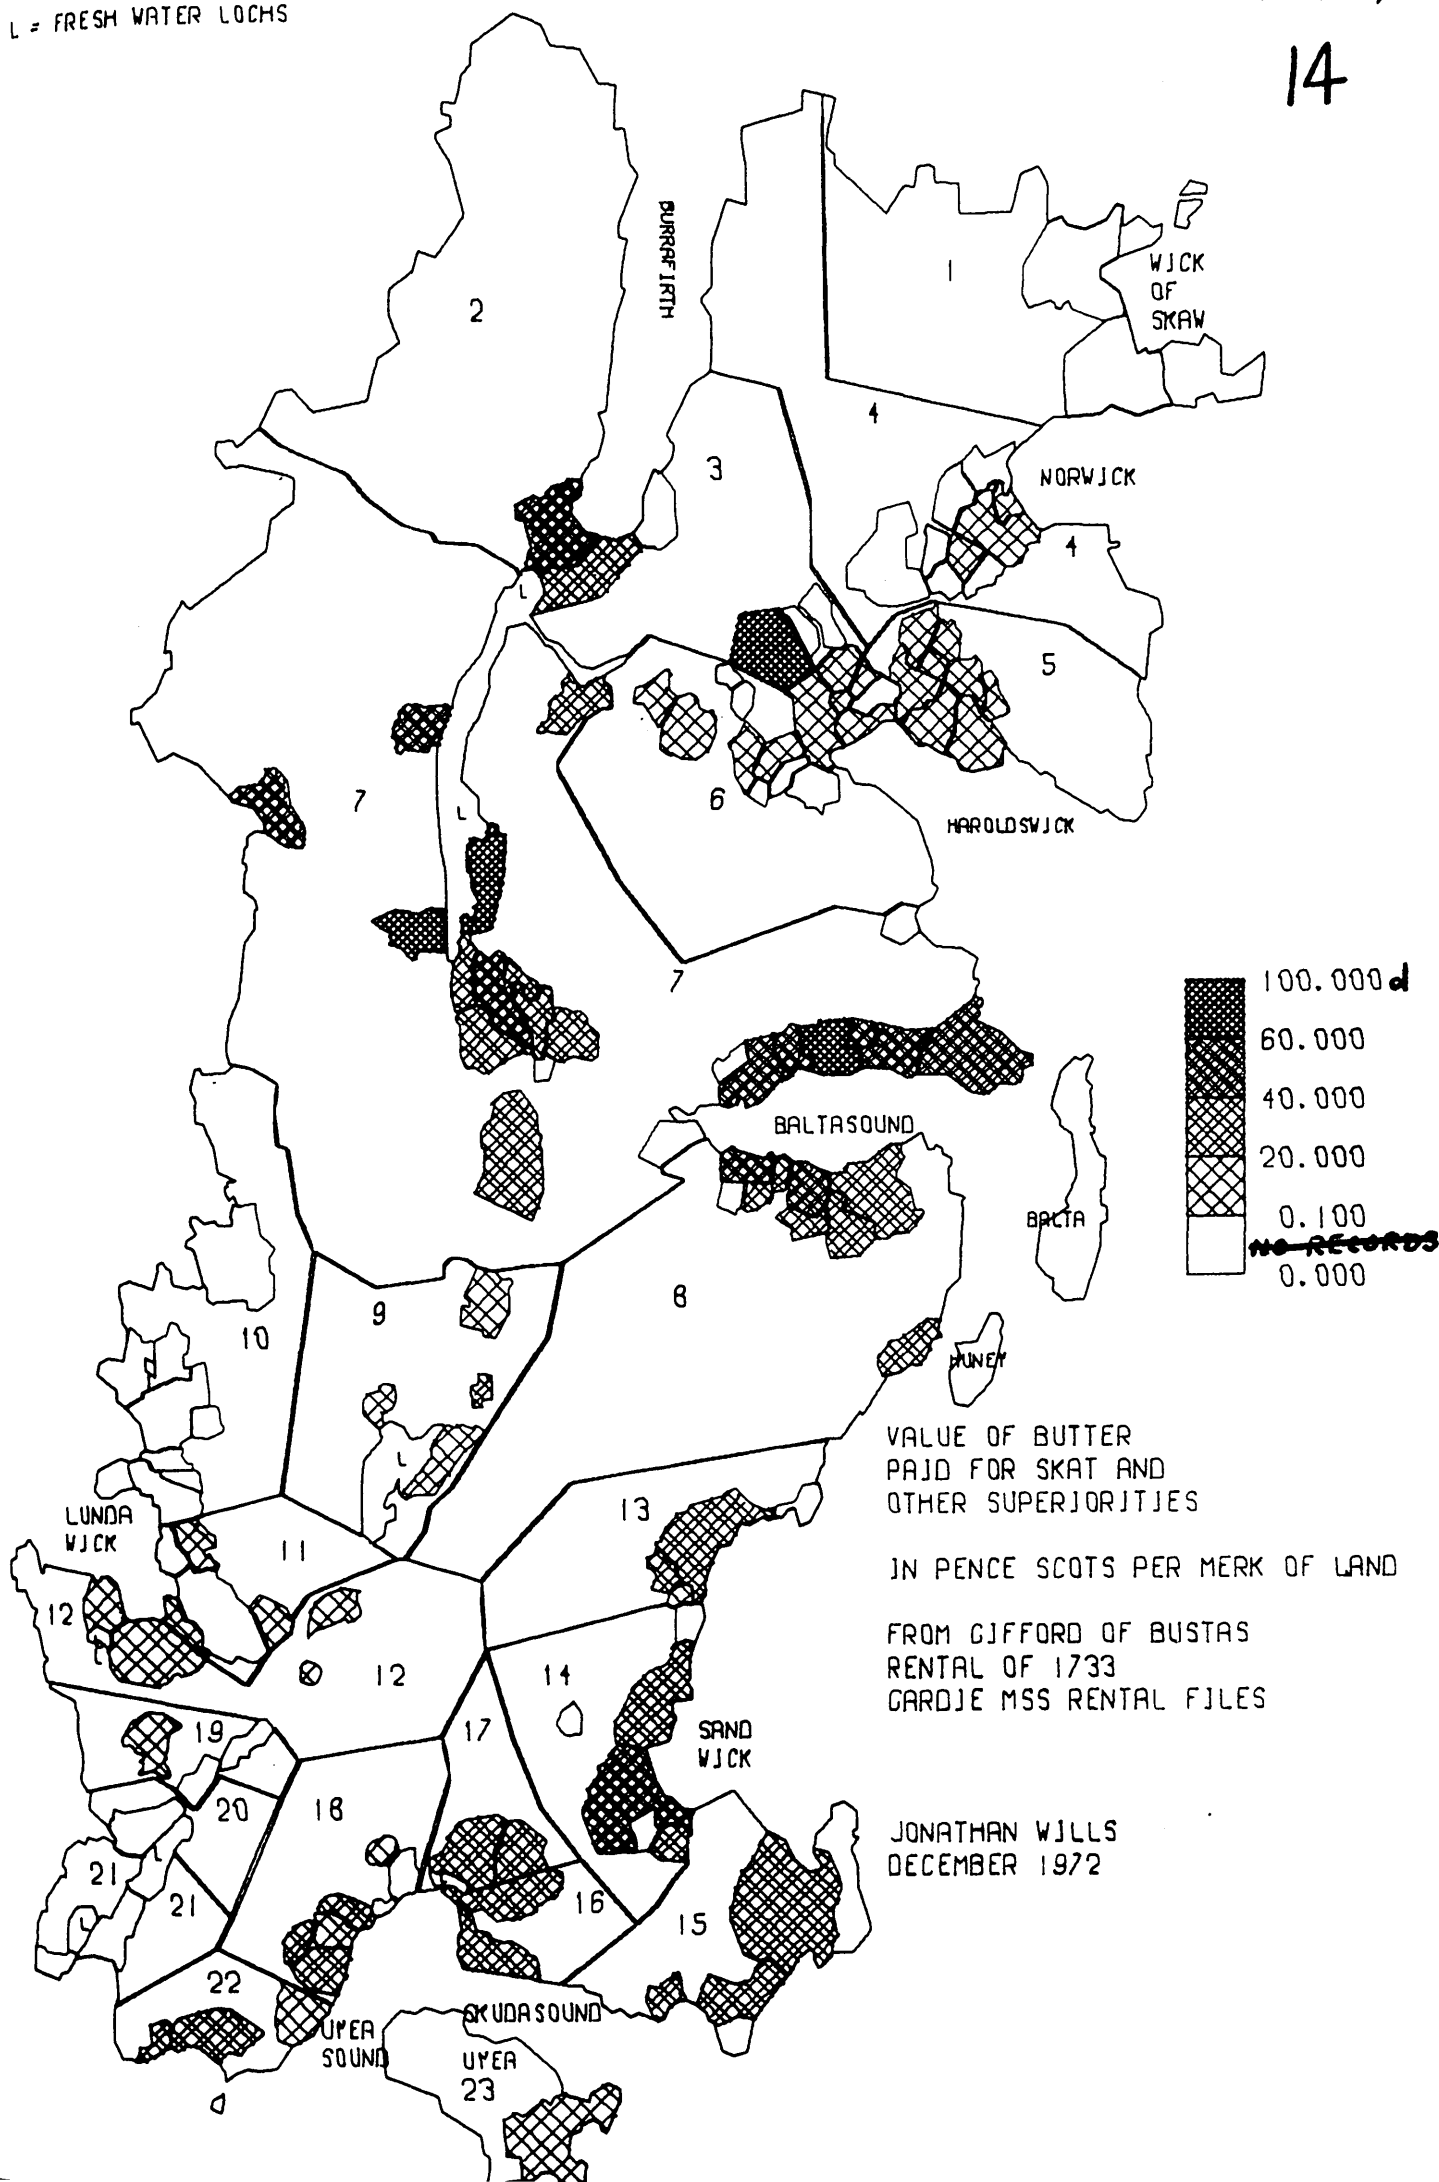 L = FRESH WATER LOCHS
14
BURRAFIRTH
2
1
WICK
OF
SKAW
4
3
NORWICK
4
L
5
7
6
L
HAROLDSWICK
7
100.000 d
60.000
40.000
20.000
0.100
NO RECORDS
0.000
BALTASOUND
BALTA
8
9
10
HUNEY
L
VALUE OF BUTTER
PAID FOR SKAT AND
OTHER SUPERIORITIES
IN PENCE SCOTS PER MERK OF LAND
FROM GIFFORD OF BUSTAS
RENTAL OF 1733
GARDIE MSS RENTAL FILES
JONATHAN WILLS
DECEMBER 1972
LUNDA
WICK
11
13
12
L
12
14
19
17
SAND
WICK
20
18
L
21
21
L
16
15
22
SKUDASOUND
UYEA
SOUND
UYEA
23